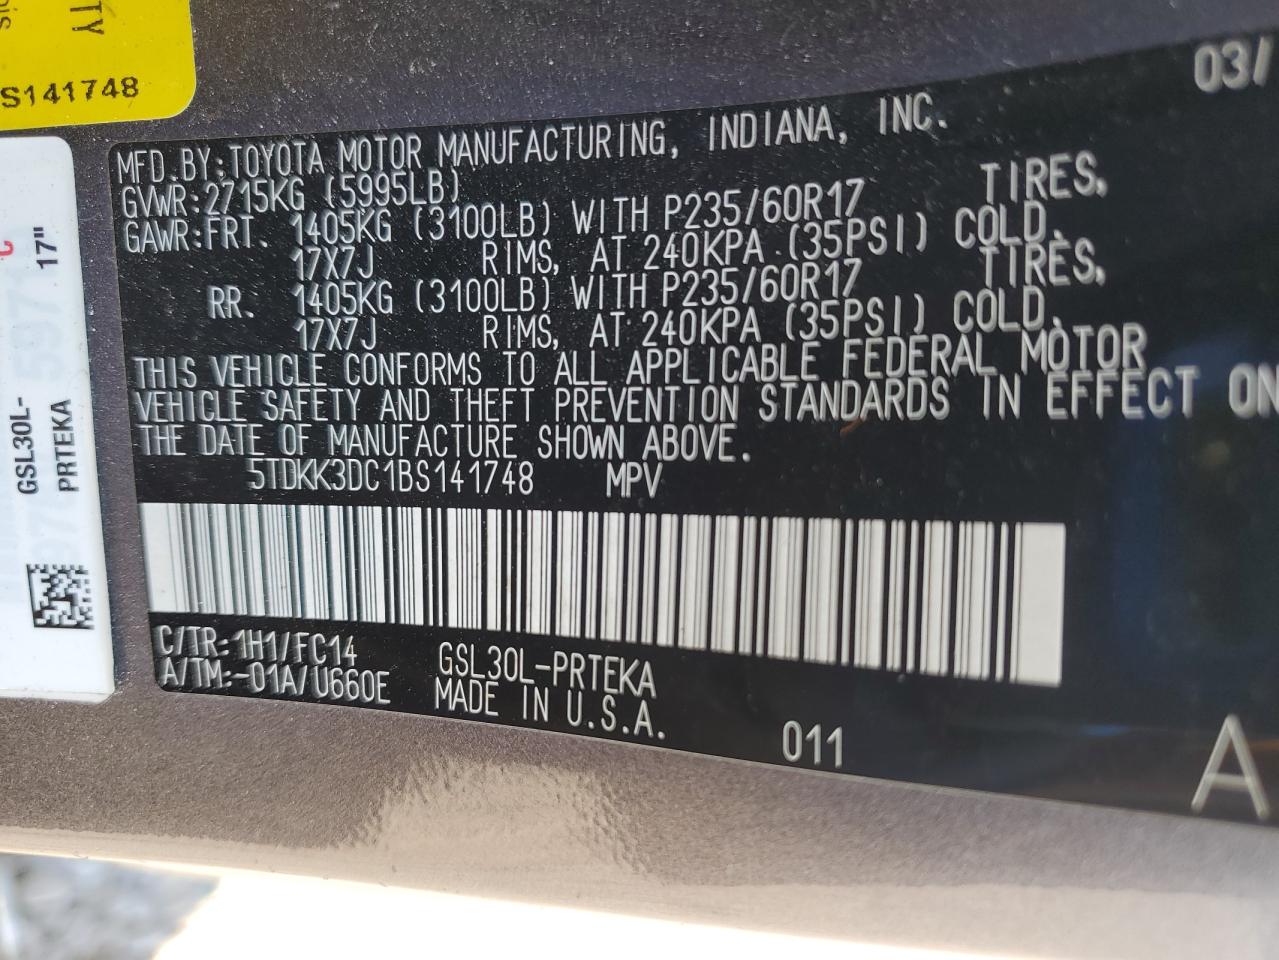 TY
S141748
17"
GSL30L-
PRTEKA
03/
MFD.BY:TOYOTA MOTOR MANUFACTURING, INDIANA, INC.
GVWR:2715KG (5995LB)
GAWR:FRT. 1405KG (3100LB) WITH P235/60R17 TIRES,
17X7J RIMS, AT 240KPA (35PSI) COLD.
RR. 1405KG (3100LB) WITH P235/60R17 TIRES,
17X7J RIMS, AT 240KPA (35PSI) COLD.
THIS VEHICLE CONFORMS TO ALL APPLICABLE FEDERAL MOTOR
VEHICLE SAFETY AND THEFT PREVENTION STANDARDS IN EFFECT ON
THE DATE OF MANUFACTURE SHOWN ABOVE.
5TDKK3DC1BS141748 MPV
C/TR:1H1/FC14
A/TM:-01A/U660E
GSL30L-PRTEKA
MADE IN U.S.A.
011
A